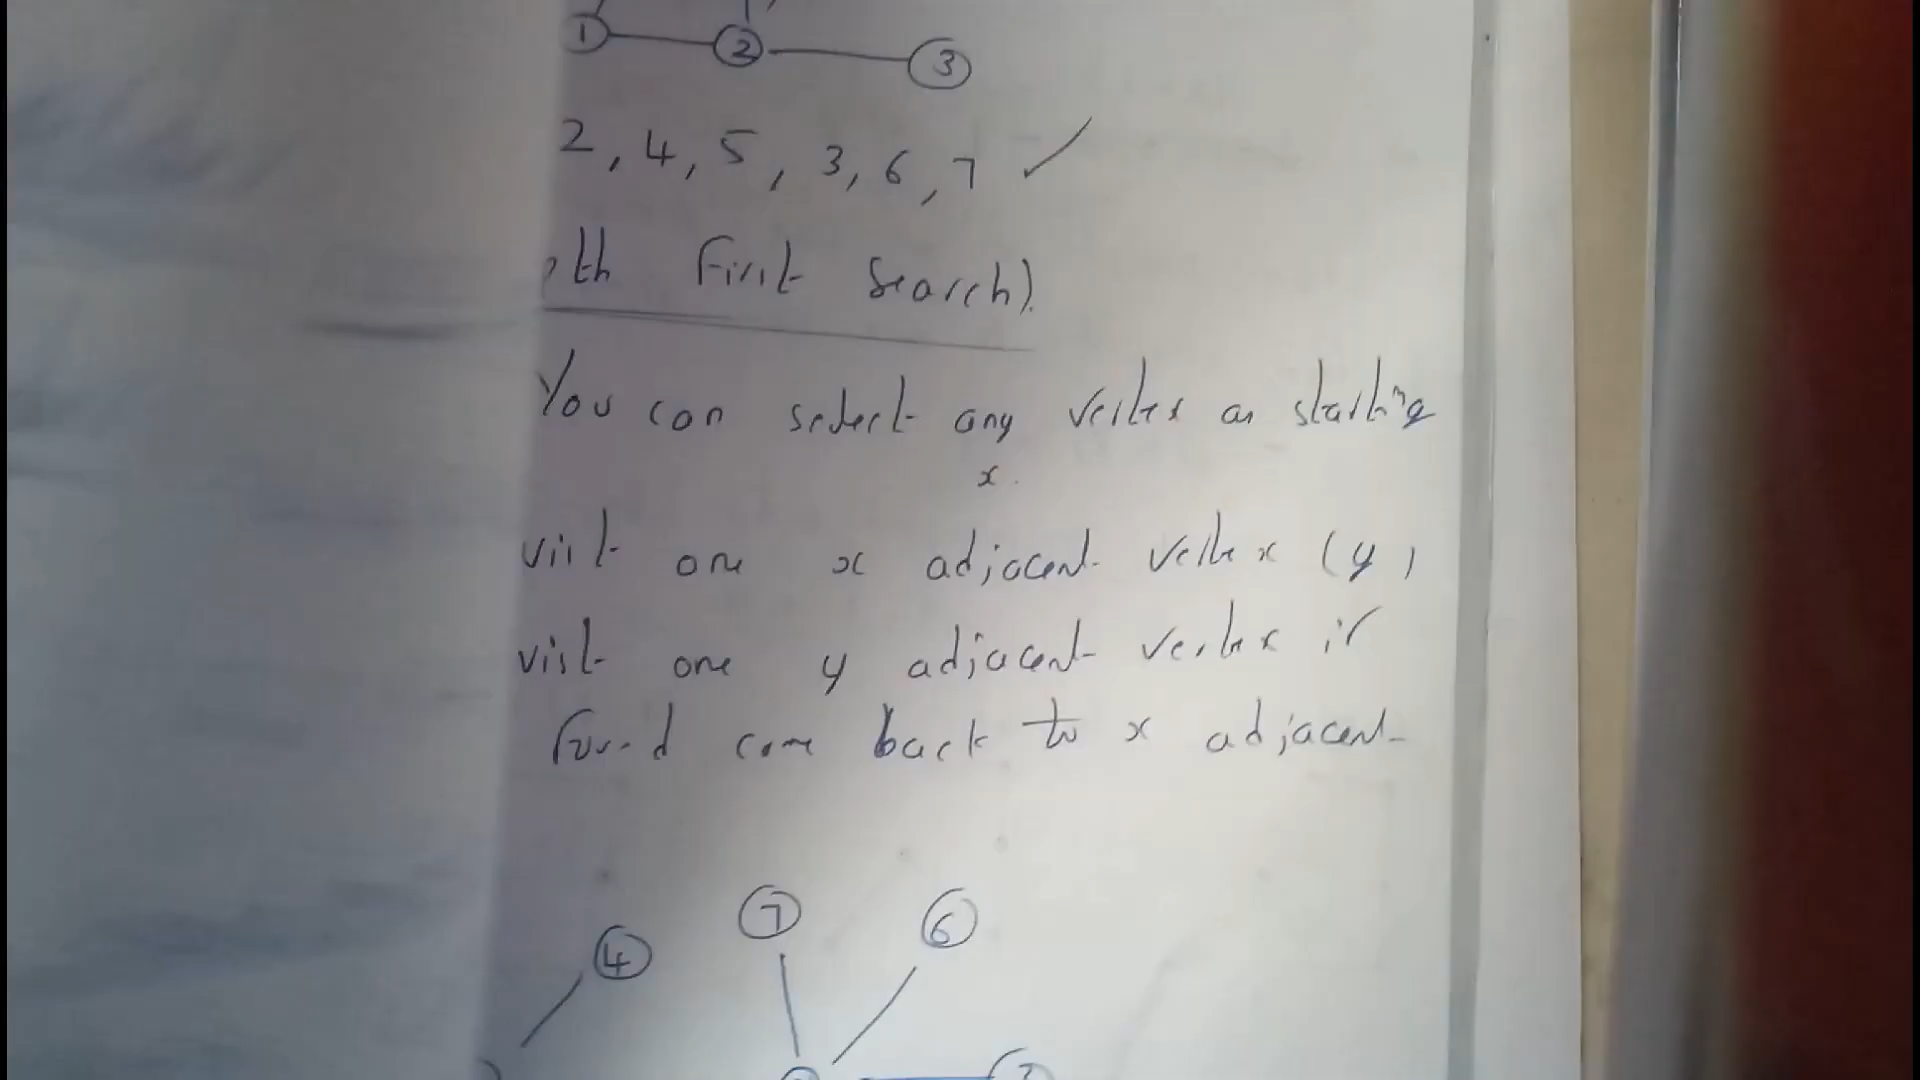 1 2 3
2, 4, 5, 3, 6, 7
pth First Search).
You can select any vertex as starting
x.
visit one x adjacent vertex (y)
visit one y adjacent vertex if
found come back to x adjacent
7 6
4